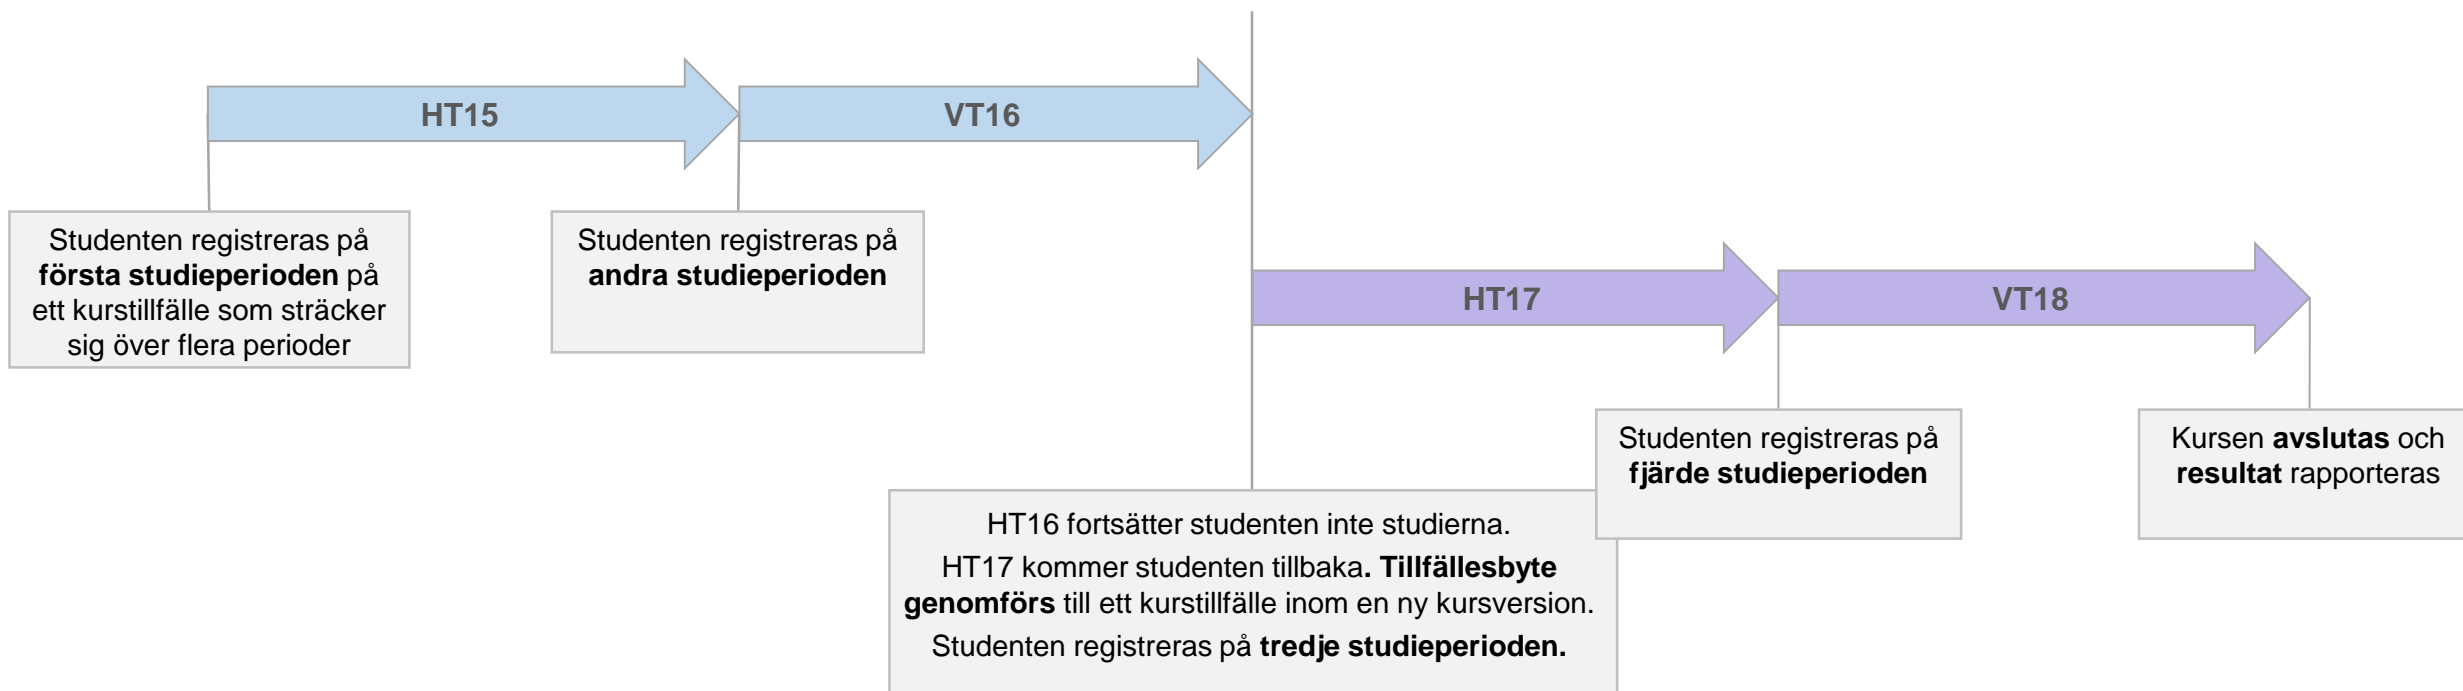 HT15
VT16
Studenten registreras på
första studieperioden på
ett kurstillfälle som sträcker
sig över flera perioder
Studenten registreras på
andra studieperioden
HT17
VT18
Studenten registreras på
fjärde studieperioden
Kursen avslutas och
resultat rapporteras
HT16 fortsätter studenten inte studierna.
HT17 kommer studenten tillbaka. Tillfällesbyte
genomförs till ett kurstillfälle inom en ny kursversion.
Studenten registreras på tredje studieperioden.